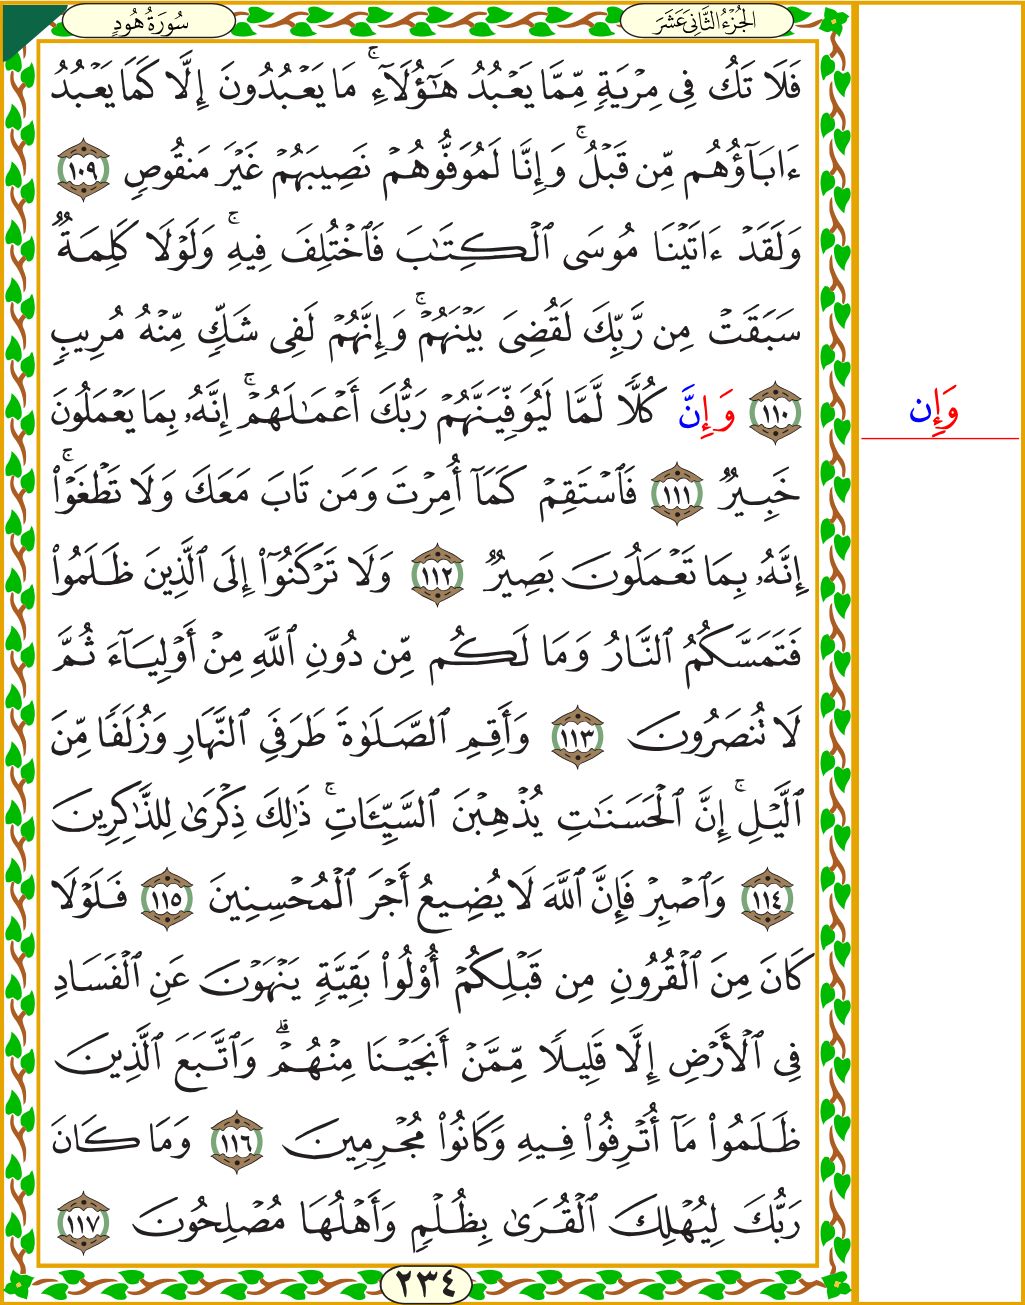 سُورَةُ هُودٍ
الجُزْءُ الثَّانِيَ عَشَرَ
فَلَا تَكُ فِى مِرْيَةٍ مِّمَّا يَعْبُدُ هَٰٓؤُلَآءِ ۚ مَا يَعْبُدُونَ إِلَّا كَمَا يَعْبُدُ
ءَابَآؤُهُم مِّن قَبْلُ ۚ وَإِنَّا لَمُوَفُّوهُمْ نَصِيبَهُمْ غَيْرَ مَنقُوصٍ ١٠٩
وَلَقَدْ ءَاتَيْنَا مُوسَى ٱلْكِتَٰبَ فَٱخْتُلِفَ فِيهِ ۚ وَلَوْلَا كَلِمَةٌ
سَبَقَتْ مِن رَّبِّكَ لَقُضِىَ بَيْنَهُمْ ۚ وَإِنَّهُمْ لَفِى شَكٍّ مِّنْهُ مُرِيبٍ
١١٠ وَإِنَّ كُلًّا لَّمَّا لَيُوَفِّيَنَّهُمْ رَبُّكَ أَعْمَٰلَهُمْ ۚ إِنَّهُۥ بِمَا يَعْمَلُونَ
وَإِن
خَبِيرٌ ١١١ فَٱسْتَقِمْ كَمَآ أُمِرْتَ وَمَن تَابَ مَعَكَ وَلَا تَطْغَوْا۟ ۚ
إِنَّهُۥ بِمَا تَعْمَلُونَ بَصِيرٌ ١١٢ وَلَا تَرْكَنُوٓا۟ إِلَى ٱلَّذِينَ ظَلَمُوا۟
فَتَمَسَّكُمُ ٱلنَّارُ وَمَا لَكُم مِّن دُونِ ٱللَّهِ مِنْ أَوْلِيَآءَ ثُمَّ
لَا تُنصَرُونَ ١١٣ وَأَقِمِ ٱلصَّلَوٰةَ طَرَفَىِ ٱلنَّهَارِ وَزُلَفًا مِّنَ
ٱلَّيْلِ ۚ إِنَّ ٱلْحَسَنَٰتِ يُذْهِبْنَ ٱلسَّيِّـَٔاتِ ۚ ذَٰلِكَ ذِكْرَىٰ لِلذَّٰكِرِينَ
١١٤ وَٱصْبِرْ فَإِنَّ ٱللَّهَ لَا يُضِيعُ أَجْرَ ٱلْمُحْسِنِينَ ١١٥ فَلَوْلَا
كَانَ مِنَ ٱلْقُرُونِ مِن قَبْلِكُمْ أُو۟لُوا۟ بَقِيَّةٍ يَنْهَوْنَ عَنِ ٱلْفَسَادِ
فِى ٱلْأَرْضِ إِلَّا قَلِيلًا مِّمَّنْ أَنجَيْنَا مِنْهُمْ ۗ وَٱتَّبَعَ ٱلَّذِينَ
ظَلَمُوا۟ مَآ أُتْرِفُوا۟ فِيهِ وَكَانُوا۟ مُجْرِمِينَ ١١٦ وَمَا كَانَ
رَبُّكَ لِيُهْلِكَ ٱلْقُرَىٰ بِظُلْمٍ وَأَهْلُهَا مُصْلِحُونَ ١١٧
٢٣٤